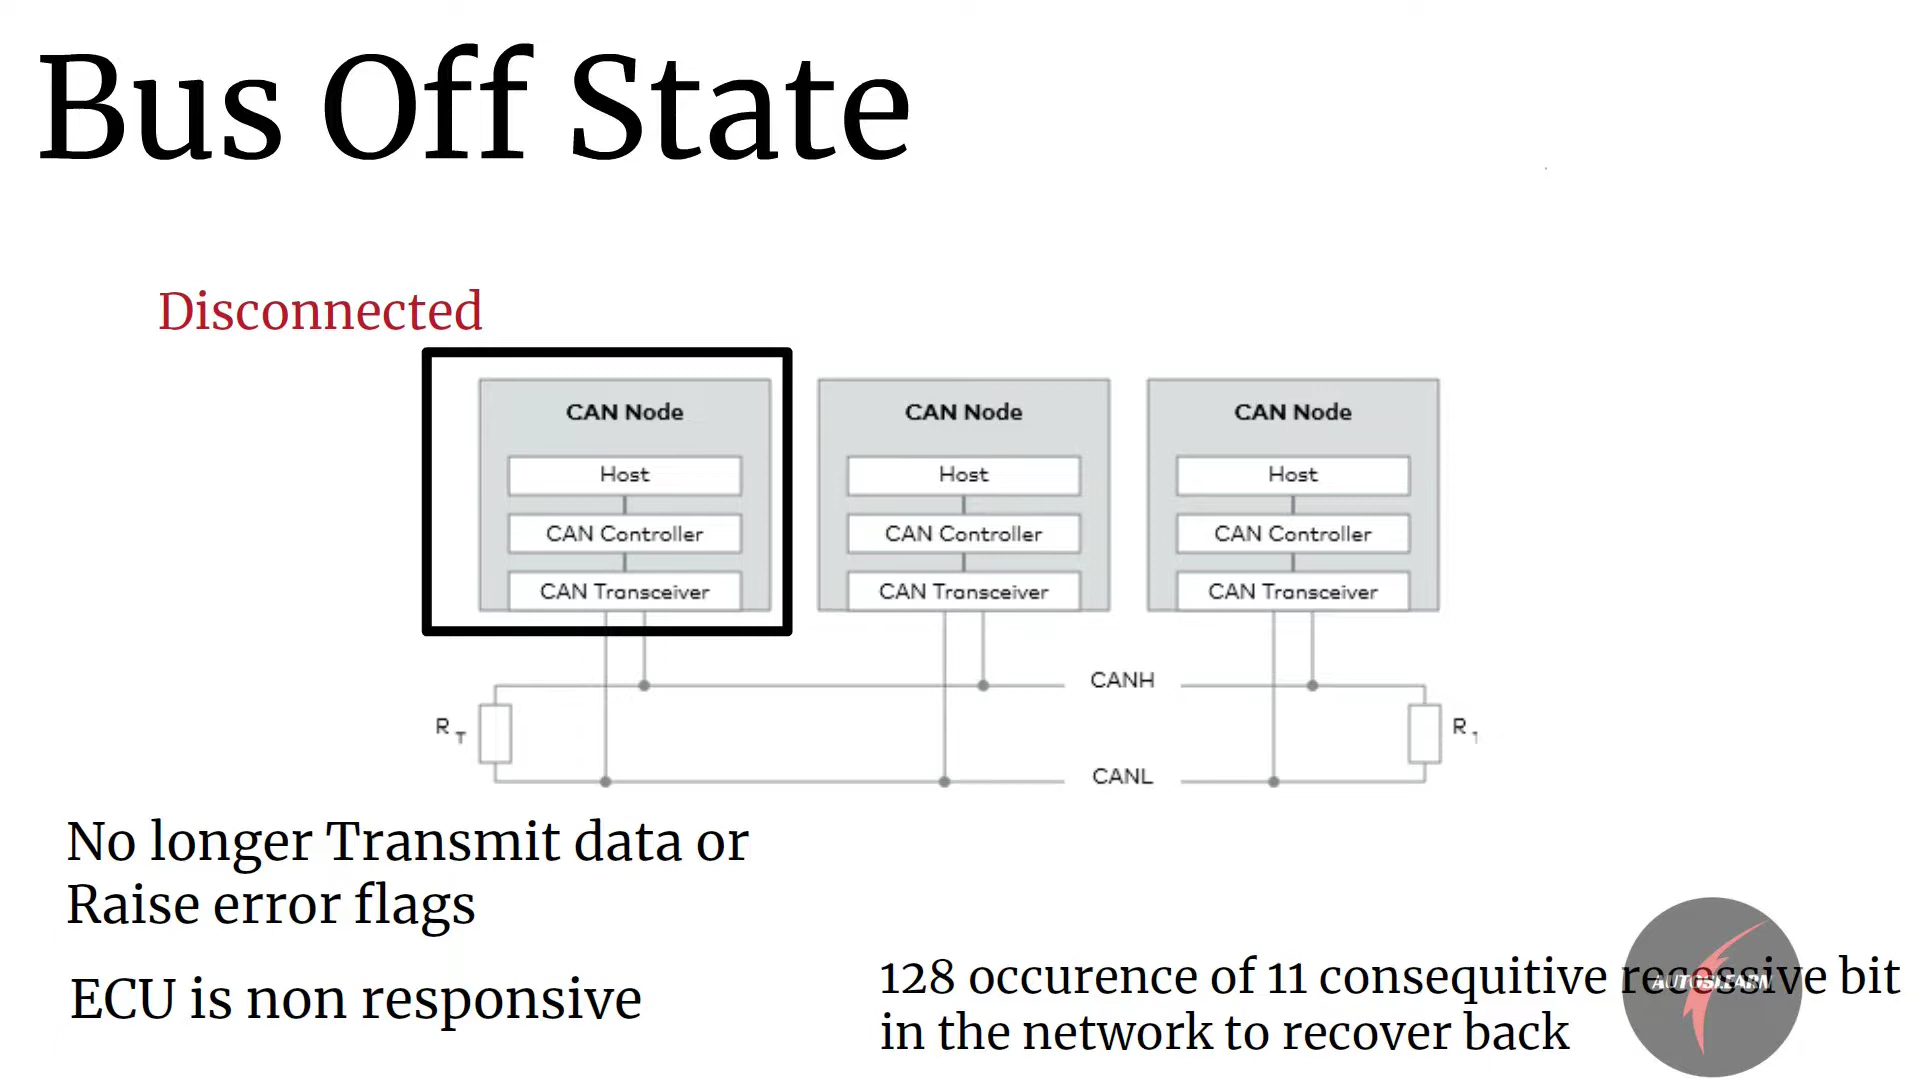 Bus Off State
Disconnected
CAN Node
Host
CAN Controller
CAN Transceiver
CAN Node
Host
CAN Controller
CAN Transceiver
CAN Node
Host
CAN Controller
CAN Transceiver
CANH
R T
R T
CANL
No longer Transmit data or
Raise error flags
ECU is non responsive
128 occurence of 11 consequitive recessive bit
in the network to recover back
AUTOSLEARN